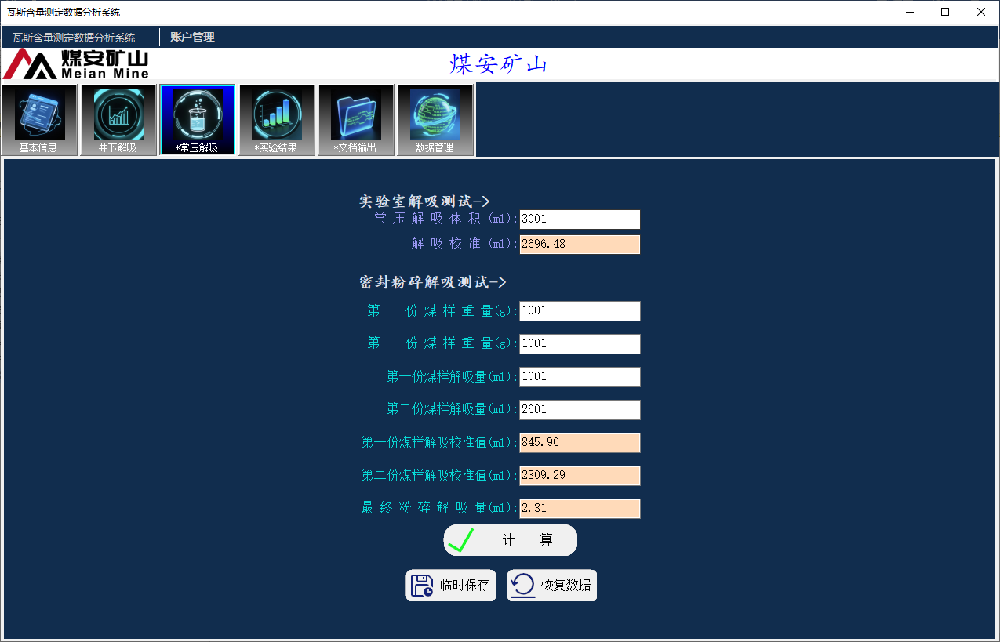 瓦斯含量测定数据分析系统
瓦斯含量测定数据分析系统 账户管理
煤安矿山
Meian Mine
煤安矿山
基本信息 井下解吸 *常压解吸 *实验结果 *文档输出 数据管理
实验室解吸测试->
常 压 解 吸 体 积 (ml): 3001
解 吸 校 准 (ml): 2696.48
密封粉碎解吸测试->
第 一 份 煤 样 重 量(g): 1001
第 二 份 煤 样 重 量(g): 1001
第一份煤样解吸量(ml): 1001
第二份煤样解吸量(ml): 2601
第一份煤样解吸校准值(ml): 845.96
第二份煤样解吸校准值(ml): 2309.29
最 终 粉 碎 解 吸 量(ml): 2.31
计 算
临时保存 恢复数据